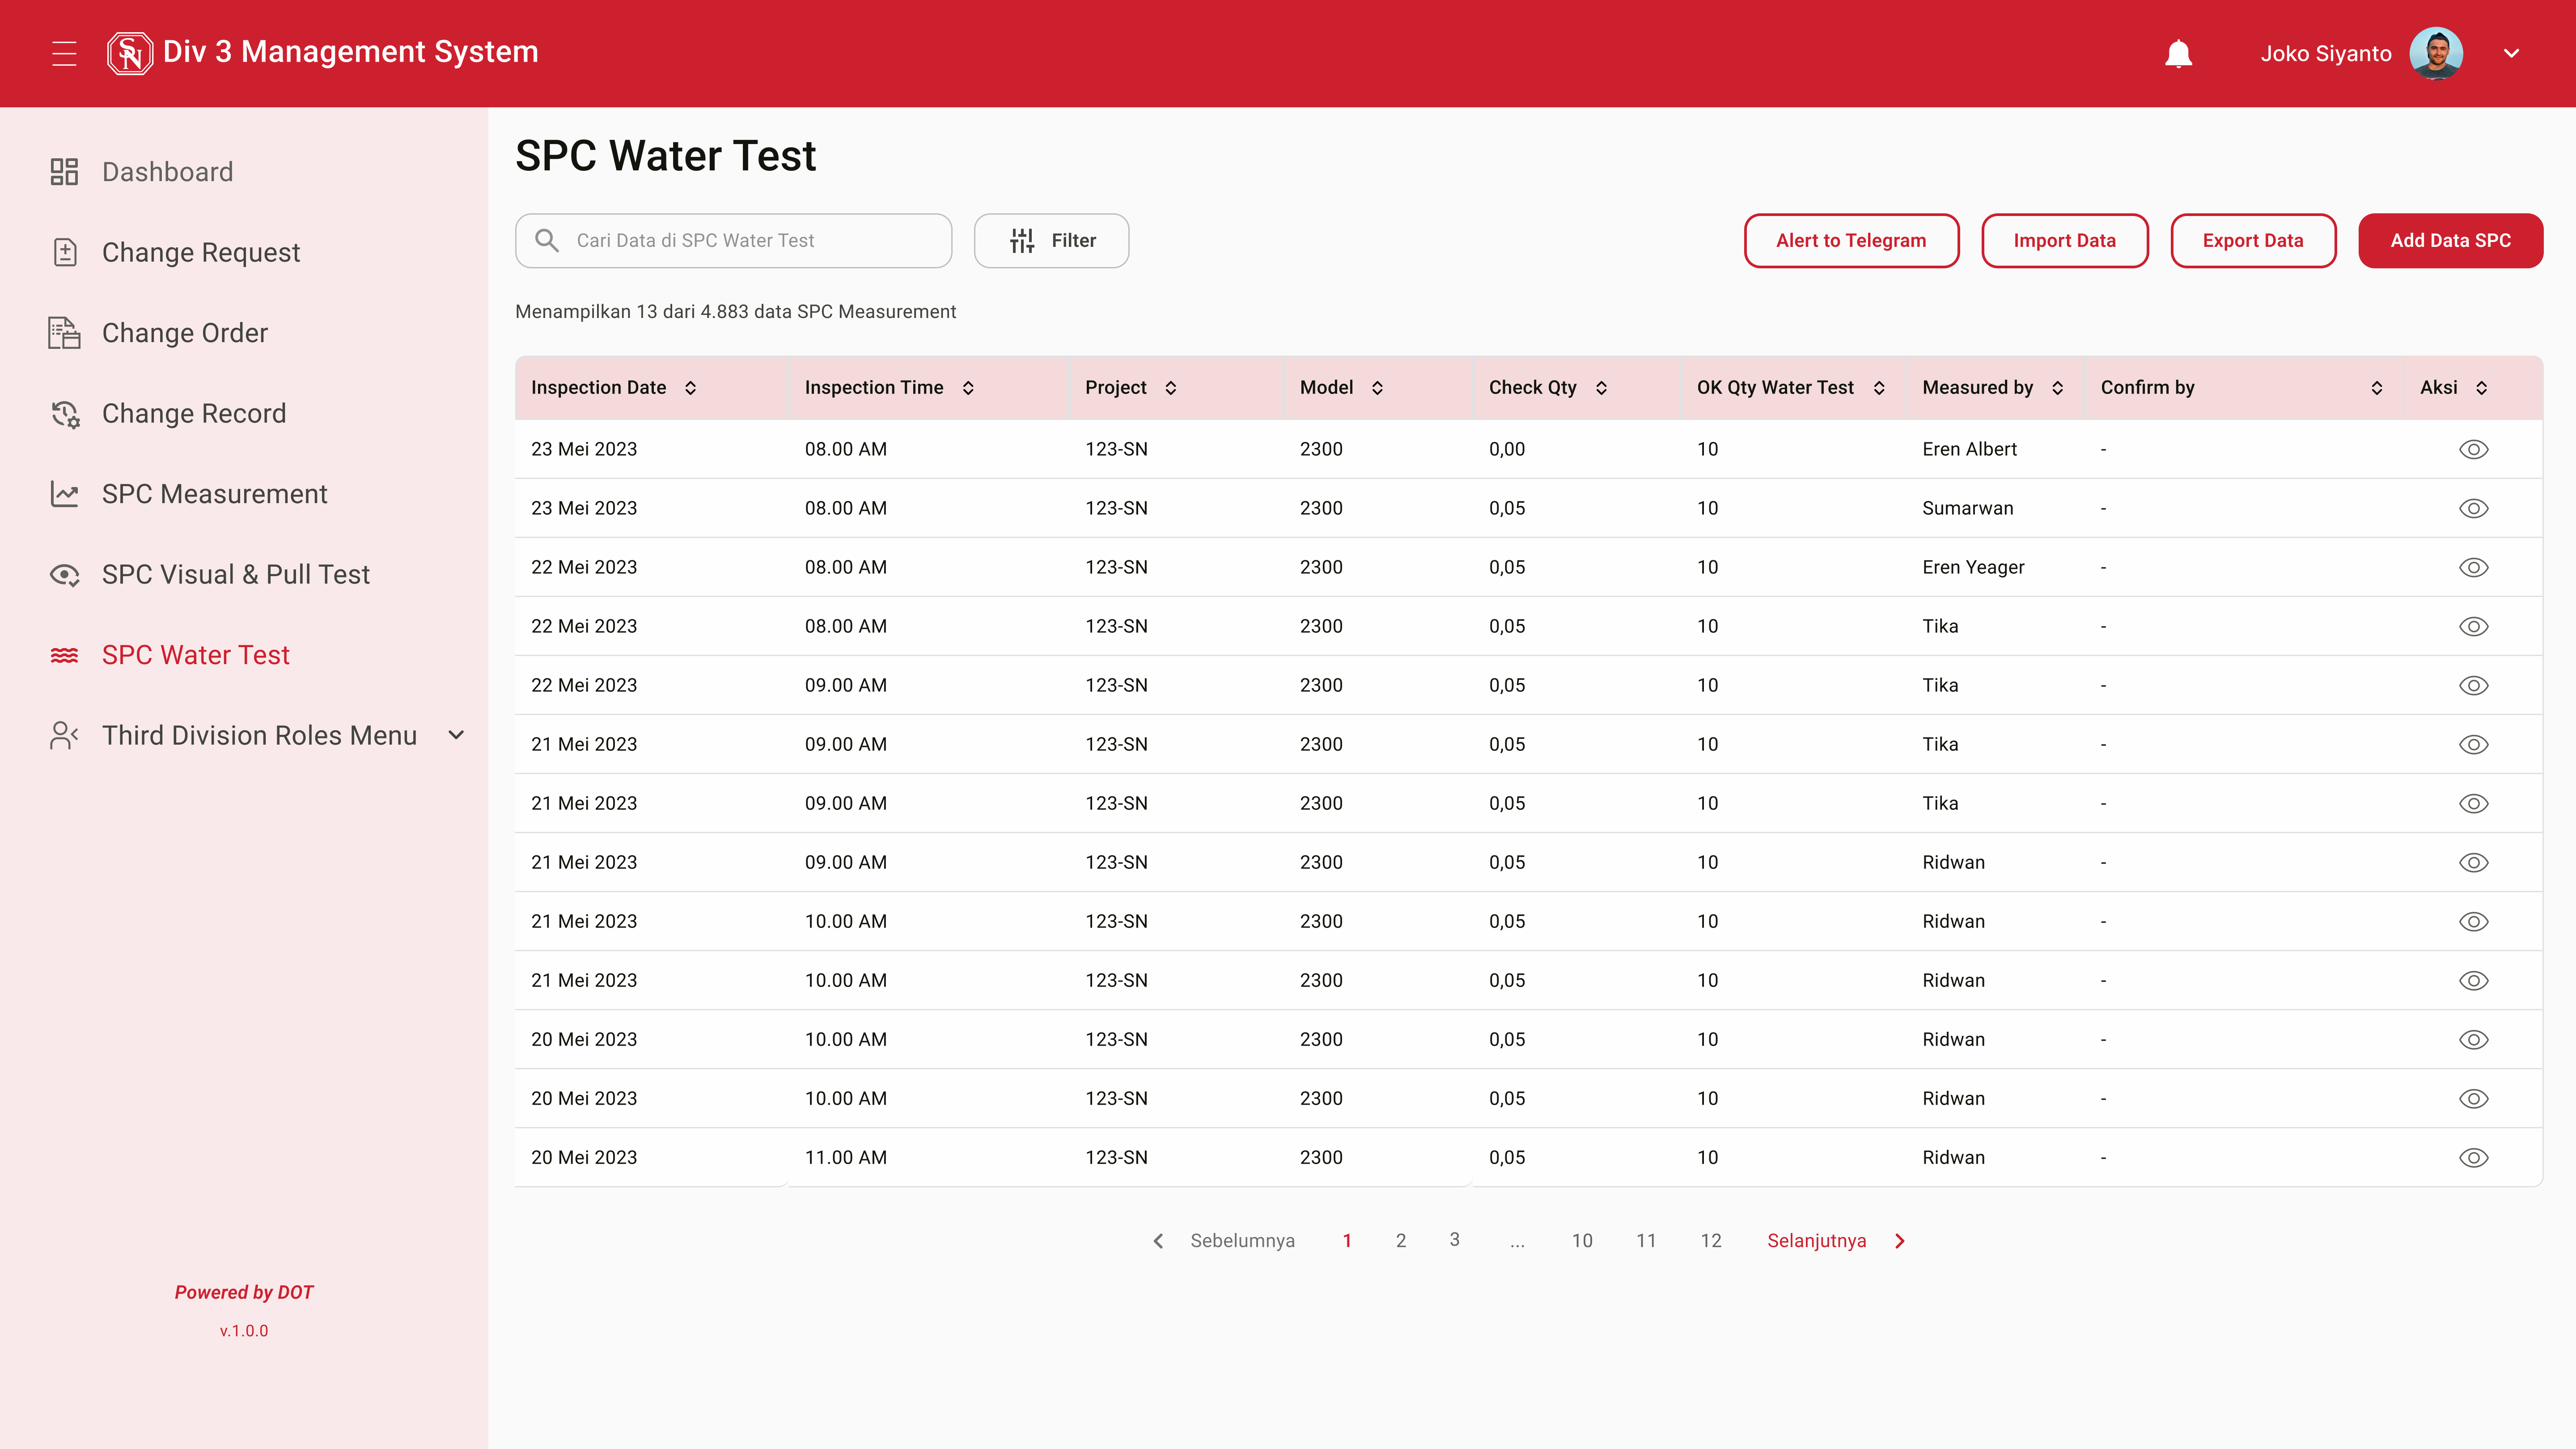 SN Div 3 Management System
Joko Siyanto
Dashboard
Change Request
Change Order
Change Record
SPC Measurement
SPC Visual & Pull Test
SPC Water Test
Third Division Roles Menu
Powered by DOT
v.1.0.0
SPC Water Test
Cari Data di SPC Water Test
Filter
Alert to Telegram
Import Data
Export Data
Add Data SPC
Menampilkan 13 dari 4.883 data SPC Measurement
Inspection Date Inspection Time Project Model Check Qty OK Qty Water Test Measured by Confirm by Aksi
23 Mei 2023 08.00 AM 123-SN 2300 0,00 10 Eren Albert -
23 Mei 2023 08.00 AM 123-SN 2300 0,05 10 Sumarwan -
22 Mei 2023 08.00 AM 123-SN 2300 0,05 10 Eren Yeager -
22 Mei 2023 08.00 AM 123-SN 2300 0,05 10 Tika -
22 Mei 2023 09.00 AM 123-SN 2300 0,05 10 Tika -
21 Mei 2023 09.00 AM 123-SN 2300 0,05 10 Tika -
21 Mei 2023 09.00 AM 123-SN 2300 0,05 10 Tika -
21 Mei 2023 09.00 AM 123-SN 2300 0,05 10 Ridwan -
21 Mei 2023 10.00 AM 123-SN 2300 0,05 10 Ridwan -
21 Mei 2023 10.00 AM 123-SN 2300 0,05 10 Ridwan -
20 Mei 2023 10.00 AM 123-SN 2300 0,05 10 Ridwan -
20 Mei 2023 10.00 AM 123-SN 2300 0,05 10 Ridwan -
20 Mei 2023 11.00 AM 123-SN 2300 0,05 10 Ridwan -
Sebelumnya 1 2 3 ... 10 11 12 Selanjutnya